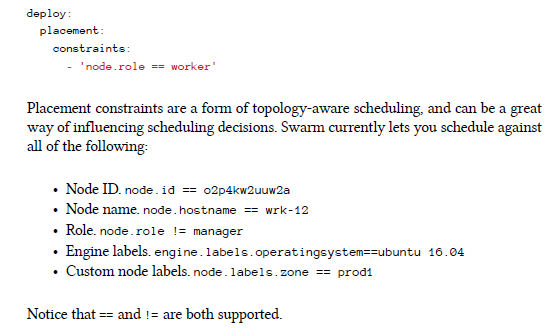 deploy:
  placement:
    constraints:
      - 'node.role == worker'
Placement constraints are a form of topology-aware scheduling, and can be a great
way of influencing scheduling decisions. Swarm currently lets you schedule against
all of the following:
• Node ID. node.id == o2p4kw2uuw2a
• Node name. node.hostname == wrk-12
• Role. node.role != manager
• Engine labels. engine.labels.operatingsystem==ubuntu 16.04
• Custom node labels. node.labels.zone == prod1
Notice that == and != are both supported.